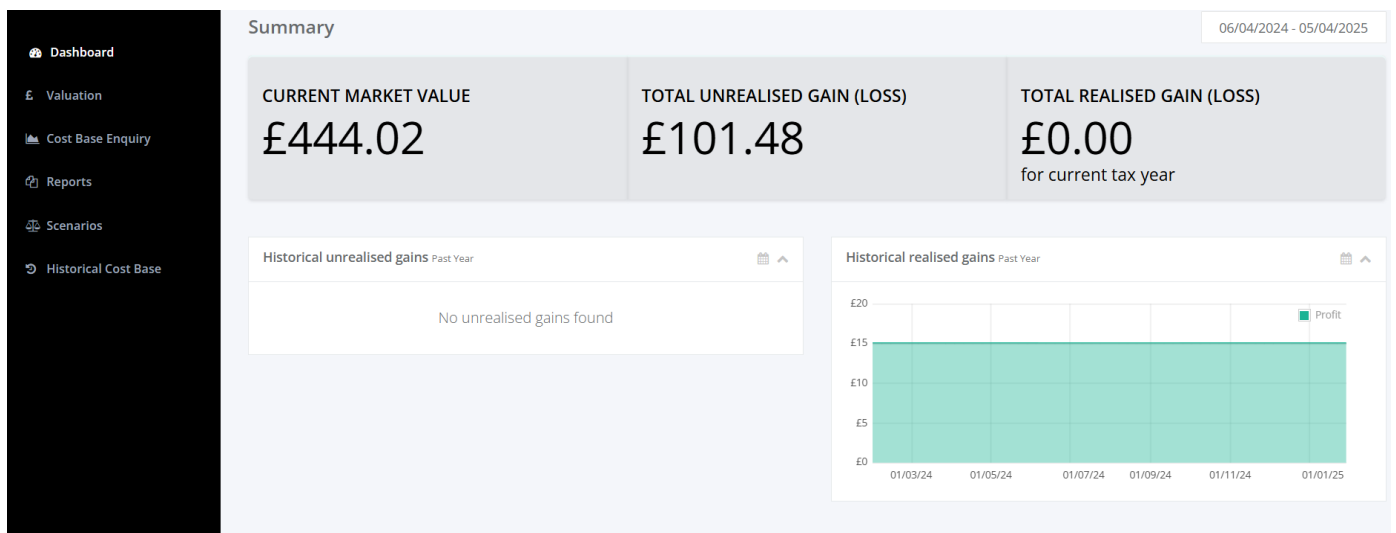 Dashboard
£ Valuation
Cost Base Enquiry
Reports
Scenarios
Historical Cost Base
Summary
06/04/2024 - 05/04/2025
CURRENT MARKET VALUE
£444.02
TOTAL UNREALISED GAIN (LOSS)
£101.48
TOTAL REALISED GAIN (LOSS)
£0.00
for current tax year
Historical unrealised gains Past Year
No unrealised gains found
Historical realised gains Past Year
£20
£15
£10
£5
£0
Profit
01/03/24 01/05/24 01/07/24 01/09/24 01/11/24 01/01/25